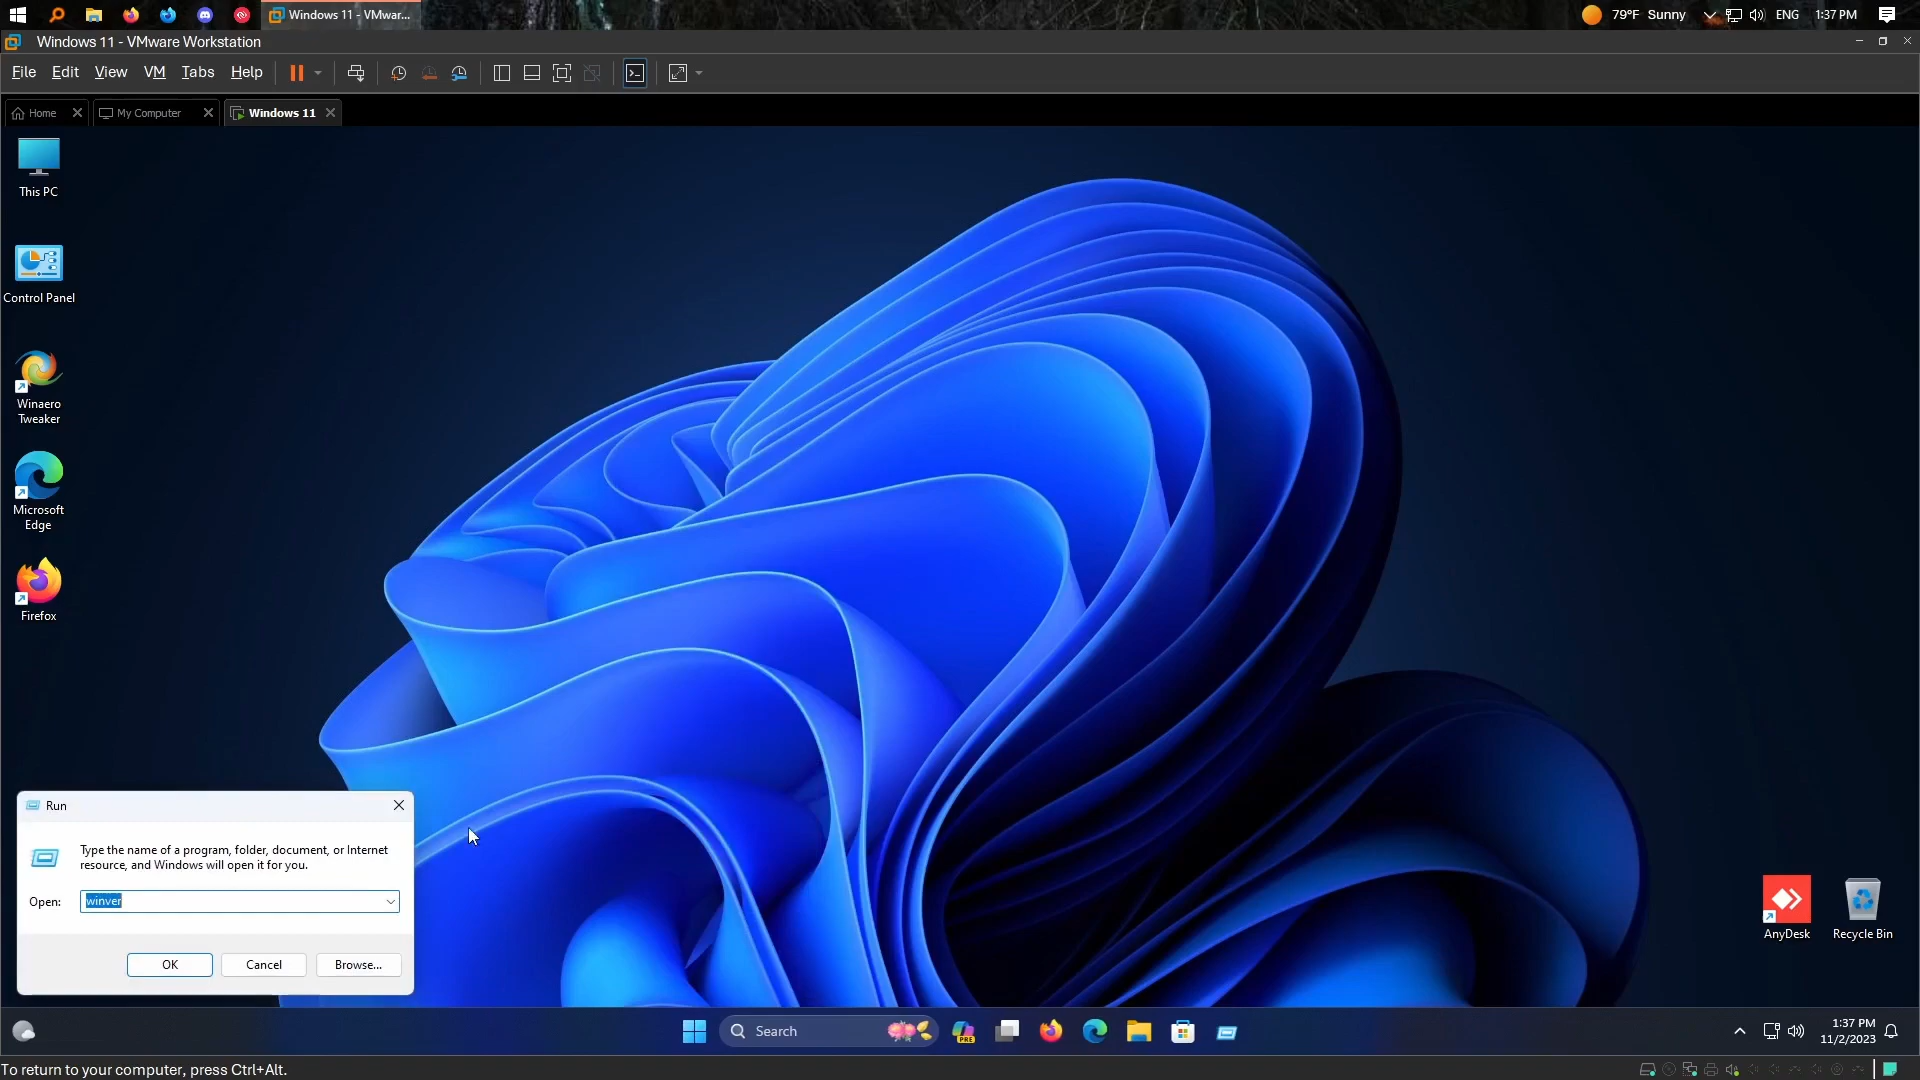 Windows 11 - VMwar...
79°F Sunny
ENG
1:37 PM
Windows 11 - VMware Workstation
File Edit View VM Tabs Help
Home
My Computer
Windows 11
This PC
Control Panel
Winaero
Tweaker
Microsoft
Edge
Firefox
Run
Type the name of a program, folder, document, or Internet
resource, and Windows will open it for you.
Open: winver
OK Cancel Browse...
AnyDesk
Recycle Bin
Search
PRE
1:37 PM
11/2/2023
To return to your computer, press Ctrl+Alt.